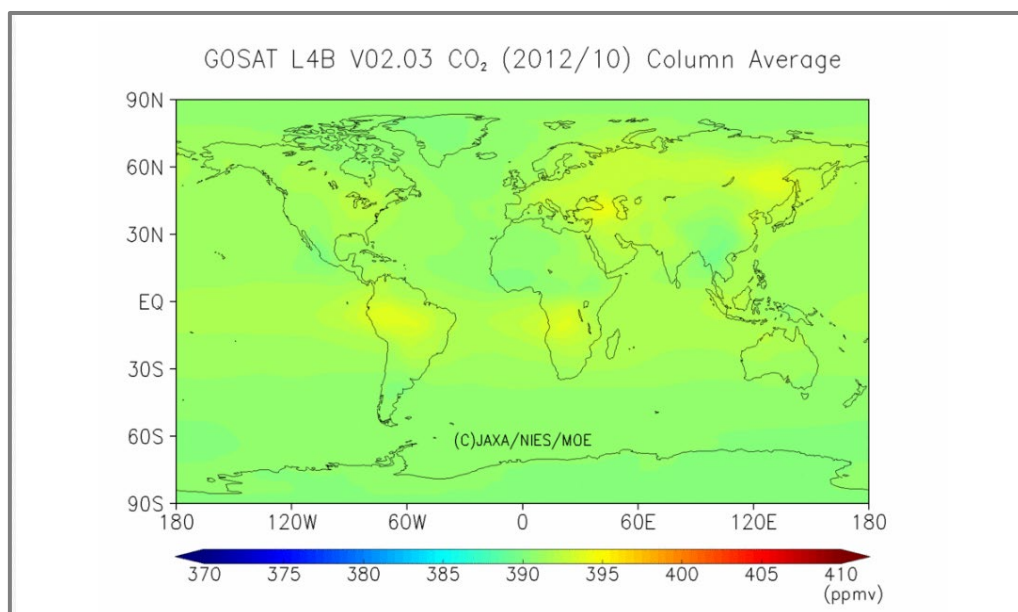 GOSAT L4B V02.03 CO₂ (2012/10) Column Average
90N
60N
30N
EQ
30S
60S
90S
(C)JAXA/NIES/MOE
180 120W 60W 0 60E 120E 180
370 375 380 385 390 395 400 405 410
(ppmv)